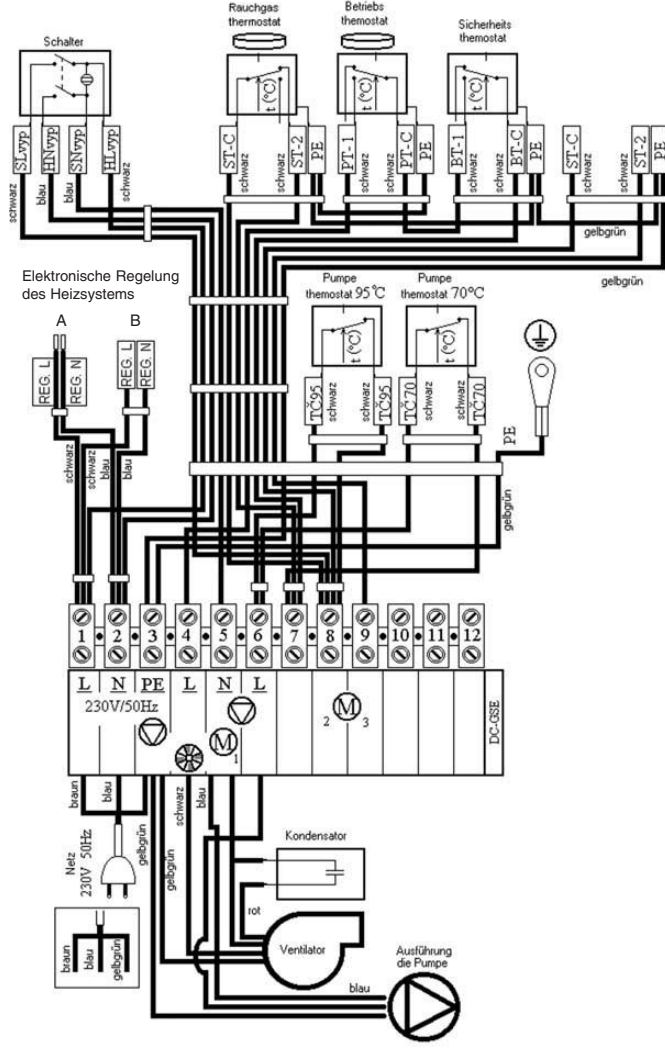 Rauchgas
thermostat
Betriebs
themostat
Sicherheits
themostat
Schalter
t (°C)
t (°C)
t (°C)
SLvyp
HNvyp
SNvyp
HLvyp
schwarz
blau
blau
schwarz
ST-C
schwarz
schwarz
ST-2
PE
PT-1
schwarz
schwarz
PT-C
PE
BT-1
schwarz
schwarz
BT-C
PE
ST-C
schwarz
schwarz
ST-2
PE
gelbgrün
gelbgrün
Elektronische Regelung
des Heizsystems
A
B
REG. L
REG. N
REG. L
REG. N
Pumpe
themostat 95°C
Pumpe
themostat 70°C
t (°C)
t (°C)
TČ95
schwarz
schwarz
TČ95
TČ70
schwarz
schwarz
TČ70
PE
gelbgrün
schwarz
schwarz
blau
blau
1
2
3
4
5
6
7
8
9
10
11
12
L
N
PE
L
N
L
230V/50Hz
M
1
2
M
3
DC-GSE
braun
blau
gelbgrün
gelbgrün
schwarz
blau
Netz
230V 50Hz
Kondensator
rot
Ventilator
braun
blau
gelbgrün
Ausführung
die Pumpe
blau